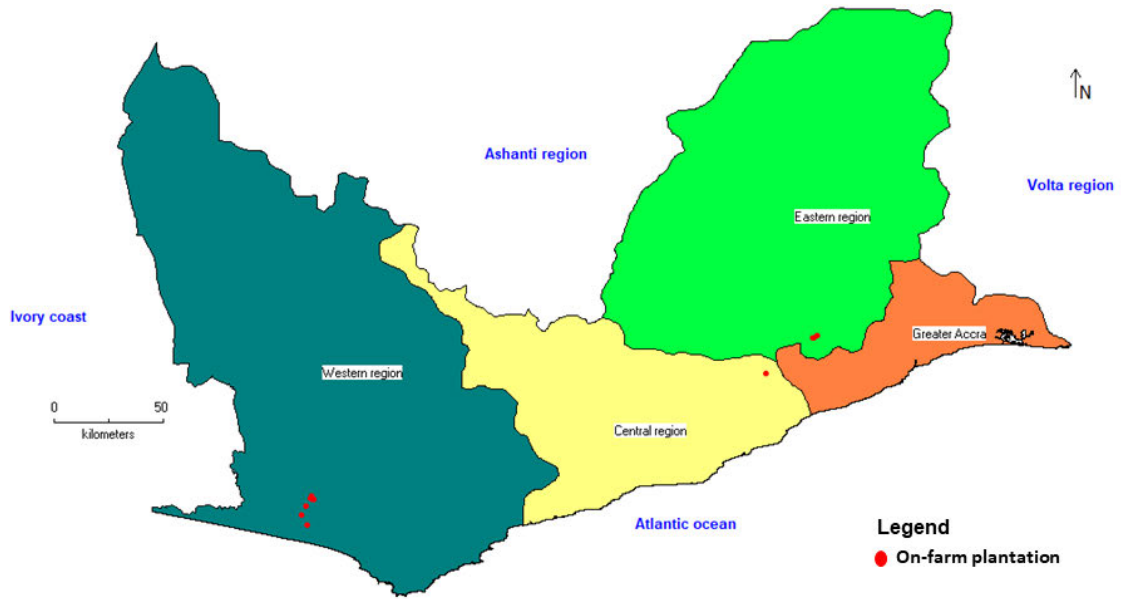 N
Ashanti region
Volta region
Eastern region
Ivory coast
Greater Accra
Western region
0 50
kilometers
Central region
Atlantic ocean
Legend
On-farm plantation